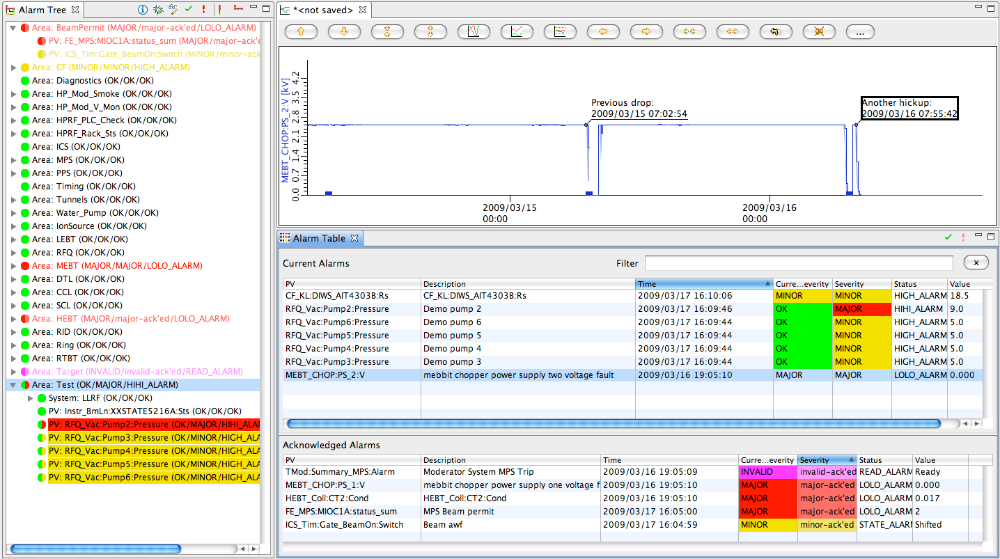 Alarm Tree
Area: BeamPermit (MAJOR/major-ack'ed/LOLO_ALARM)
PV: FE_MPS:MIOC1A:status_sum (MAJOR/major-ack'e
PV: ICS_Tim:Gate_BeamOn:Switch (MINOR/minor-ack
Area: CF (MINOR/MINOR/HIGH_ALARM)
Area: Diagnostics (OK/OK/OK)
Area: HP_Mod_Smoke (OK/OK/OK)
Area: HP_Mod_V_Mon (OK/OK/OK)
Area: HPRF_PLC_Check (OK/OK/OK)
Area: HPRF_Rack_Sts (OK/OK/OK)
Area: ICS (OK/OK/OK)
Area: MPS (OK/OK/OK)
Area: PPS (OK/OK/OK)
Area: Timing (OK/OK/OK)
Area: Tunnels (OK/OK/OK)
Area: Water_Pump (OK/OK/OK)
Area: IonSource (OK/OK/OK)
Area: LEBT (OK/OK/OK)
Area: RFQ (OK/OK/OK)
Area: MEBT (MAJOR/MAJOR/LOLO_ALARM)
Area: DTL (OK/OK/OK)
Area: CCL (OK/OK/OK)
Area: SCL (OK/OK/OK)
Area: HEBT (MAJOR/major-ack'ed/LOLO_ALARM)
Area: RID (OK/OK/OK)
Area: Ring (OK/OK/OK)
Area: RTBT (OK/OK/OK)
Area: Target (INVALID/invalid-ack'ed/READ_ALARM)
Area: Test (OK/MAJOR/HIHI_ALARM)
System: LLRF (OK/OK/OK)
PV: Instr_BmLn:XXSTATE5216A:Sts (OK/OK/OK)
PV: RFQ_Vac:Pump2:Pressure (OK/MAJOR/HIHI_ALA
PV: RFQ_Vac:Pump3:Pressure (OK/MINOR/HIGH_ALA
PV: RFQ_Vac:Pump4:Pressure (OK/MINOR/HIGH_ALA
PV: RFQ_Vac:Pump5:Pressure (OK/MINOR/HIGH_ALA
PV: RFQ_Vac:Pump6:Pressure (OK/MINOR/HIGH_ALA
*<not saved>
...
MEBT_CHOP:PS_2:V [kV]
4.2
3.5
2.8
2.1
1.4
0.7
0.0
Previous drop:
2009/03/15 07:02:54
Another hickup:
2009/03/16 07:55:42
2009/03/15
00:00
2009/03/16
00:00
Alarm Table
Current Alarms Filter x
PV Description Time Curre...everity Severity Status Value
CF_KL:DIWS_AIT4303B:Rs CF_KL:DIWS_AIT4303B:Rs 2009/03/17 16:10:06 MINOR MINOR HIGH_ALARM 18.5
RFQ_Vac:Pump2:Pressure Demo pump 2 2009/03/17 16:09:46 OK MAJOR HIHI_ALARM 9.0
RFQ_Vac:Pump6:Pressure Demo pump 6 2009/03/17 16:09:44 OK MINOR HIGH_ALARM 5.0
RFQ_Vac:Pump5:Pressure Demo pump 5 2009/03/17 16:09:44 OK MINOR HIGH_ALARM 5.0
RFQ_Vac:Pump4:Pressure Demo pump 4 2009/03/17 16:09:44 OK MINOR HIGH_ALARM 5.0
RFQ_Vac:Pump3:Pressure Demo pump 3 2009/03/17 16:09:44 OK MINOR HIGH_ALARM 5.0
MEBT_CHOP:PS_2:V mebbit chopper power supply two voltage fault 2009/03/16 19:05:10 MAJOR MAJOR LOLO_ALARM 0.000
Acknowledged Alarms
PV Description Time Curre...everity Severity Status Value
TMod:Summary_MPS:Alarm Moderator System MPS Trip 2009/03/16 19:05:09 INVALID invalid-ack'ed READ_ALARM Ready
MEBT_CHOP:PS_1:V mebbit chopper power supply one voltage f 2009/03/16 19:05:10 MAJOR major-ack'ed LOLO_ALARM 0.000
HEBT_Coll:CT2:Cond HEBT_Coll:CT2:Cond 2009/03/16 19:05:10 MAJOR major-ack'ed LOLO_ALARM 0.017
FE_MPS:MIOC1A:status_sum MPS Beam permit 2009/03/16 19:05:00 MAJOR major-ack'ed LOLO_ALARM 2
ICS_Tim:Gate_BeamOn:Switch Beam awf 2009/03/16 16:04:59 MINOR minor-ack'ed STATE_ALARM Shifted